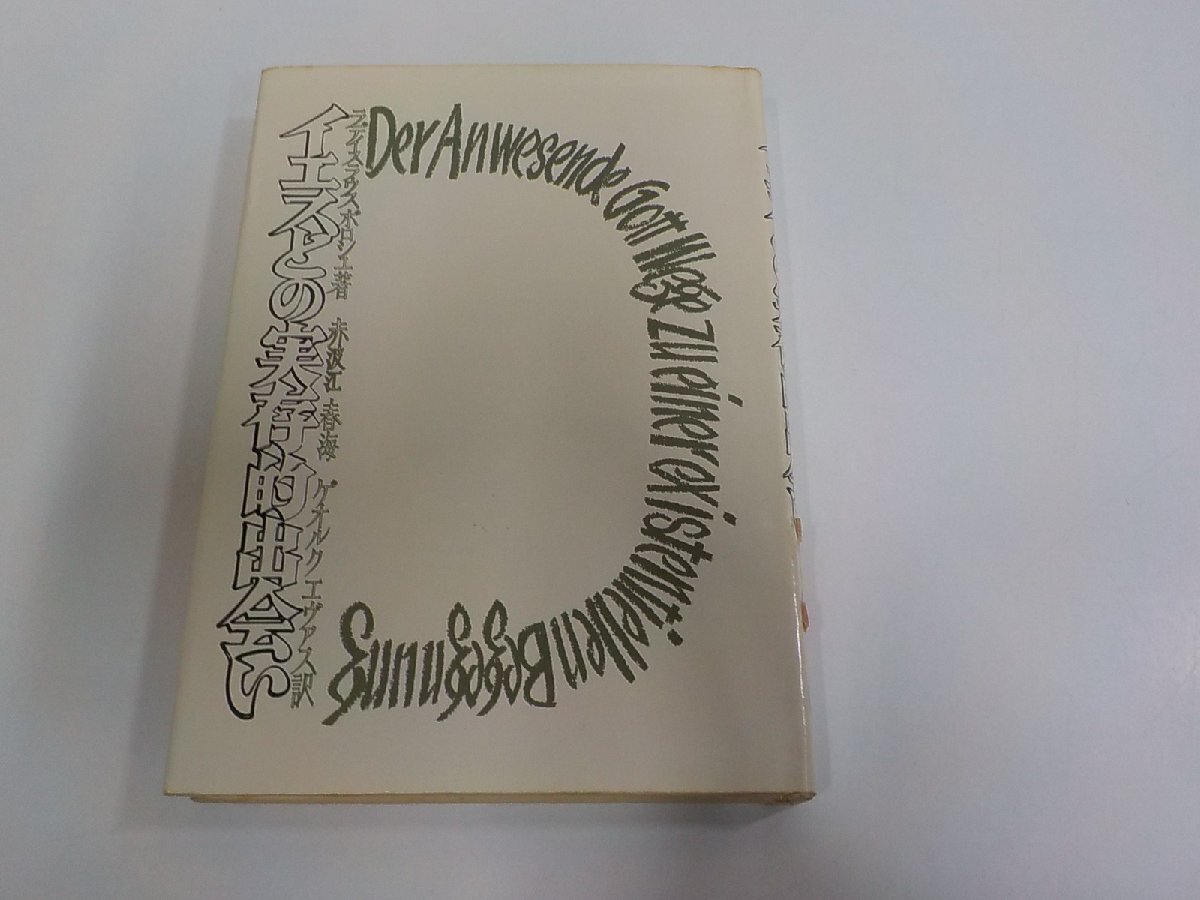 イエスとの実存的出会い
ラディスラウス ボロジュ著 赤波江 春海 ゲオルク エヴァス訳
Der Anwesende Gott Wege zu einer existentiellen Begegnung